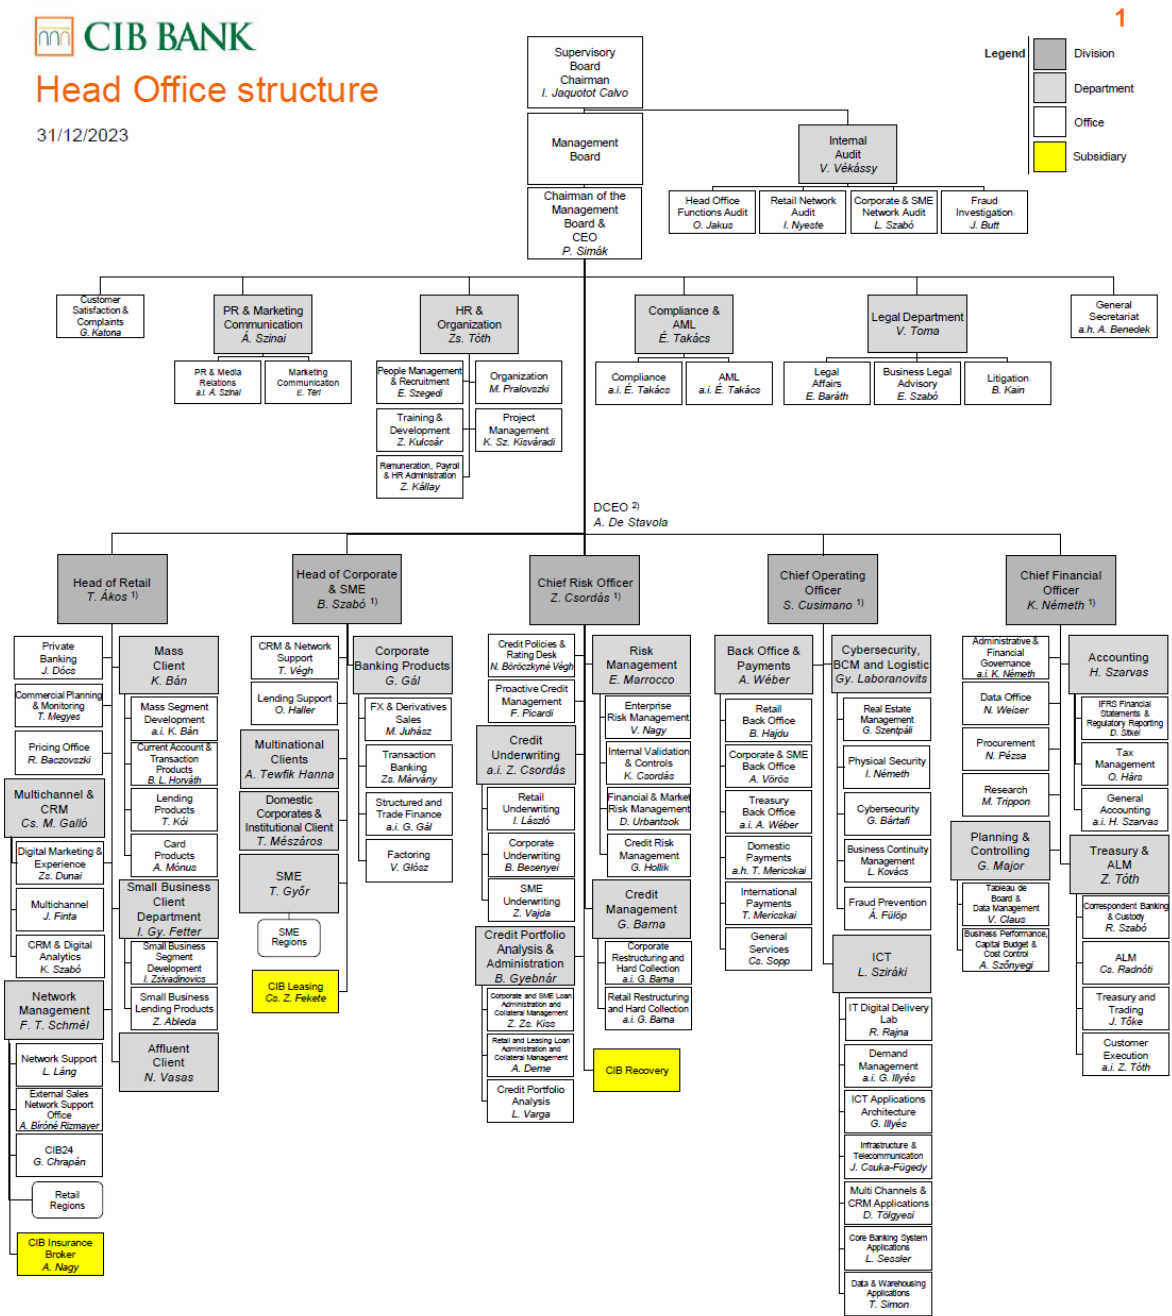 1
CIB BANK
Head Office structure
31/12/2023
Legend
Division
Department
Office
Subsidiary
Supervisory
Board
Chairman
I. Jaquotot Calvo
Management
Board
Chairman of the
Management
Board &
CEO
P. Simák
Internal
Audit
V. Vékássy
Head Office
Functions Audit
O. Jakus
Retail Network
Audit
I. Nyeste
Corporate & SME
Network Audit
L. Szabó
Fraud
Investigation
J. Butt
Customer
Satisfaction &
Complaints
G. Katona
PR & Marketing
Communication
Á. Szinai
PR & Media
Relations
a.i. Á. Szinai
Marketing
Communication
E. Téri
HR &
Organization
Zs. Tóth
People Management
& Recruitment
E. Szegedi
Organization
M. Pralovszki
Training &
Development
Z. Kulcsár
Project
Management
K. Sz. Kisváradi
Remuneration, Payroll
& HR Administration
Z. Kállay
Compliance &
AML
É. Takács
Compliance
a.i. É. Takács
AML
a.i. É. Takács
Legal Department
V. Toma
Legal
Affairs
E. Baráth
Business Legal
Advisory
E. Szabó
Litigation
B. Kain
General
Secretariat
a.h. A. Benedek
DCEO 2)
A. De Stavola
Head of Retail
T. Ákos 1)
Private
Banking
J. Dócs
Commercial Planning
& Monitoring
T. Megyes
Pricing Office
R. Baczovszki
Multichannel &
CRM
Cs. M. Galló
Digital Marketing &
Experience
Zs. Dunai
Multichannel
J. Finta
CRM & Digital
Analytics
K. Szabó
Network
Management
F. T. Schmél
Network Support
L. Láng
External Sales
Network Support
Office
A. Bíróné Rizmayer
CIB24
G. Chrapán
Retail
Regions
CIB Insurance
Broker
A. Nagy
Mass
Client
K. Bán
Mass Segment
Development
a.i. K. Bán
Current Account &
Transaction
Products
B. L. Horváth
Lending
Products
T. Kói
Card
Products
A. Mónus
Small Business
Client
Department
I. Gy. Fetter
Small Business
Segment
Development
I. Zsivadinovics
Small Business
Lending Products
Z. Ableda
Affluent
Client
N. Vasas
Head of Corporate
& SME
B. Szabó 1)
CRM & Network
Support
T. Végh
Lending Support
O. Haller
Multinational
Clients
A. Tewfik Hanna
Domestic
Corporates &
Institutional Client
T. Mészáros
SME
T. Győr
SME
Regions
CIB Leasing
Cs. Z. Fekete
Corporate
Banking Products
G. Gál
FX & Derivatives
Sales
M. Juhász
Transaction
Banking
Zs. Márvány
Structured and
Trade Finance
a.i. G. Gál
Factoring
V. Glósz
Chief Risk Officer
Z. Csordás 1)
Credit Policies &
Rating Desk
N. Böröczkyné Végh
Proactive Credit
Management
F. Picardi
Credit
Underwriting
a.i. Z. Csordás
Retail
Underwriting
I. László
Corporate
Underwriting
B. Besenyei
SME
Underwriting
Z. Vajda
Credit Portfolio
Analysis &
Administration
B. Gyebnár
Corporate and SME Loan
Administration and
Collateral Management
Z. Zs. Kiss
Retail and Leasing Loan
Administration and
Collateral Management
A. Deme
Credit Portfolio
Analysis
L. Varga
Risk
Management
E. Marrocco
Enterprise
Risk Management
V. Nagy
Internal Validation
& Controls
K. Csordás
Financial & Market
Risk Management
D. Urbantsok
Credit Risk
Management
G. Hollik
Credit
Management
G. Barna
Corporate
Restructuring and
Hard Collection
a.i. G. Barna
Retail Restructuring
and Hard Collection
a.i. G. Barna
CIB Recovery
Chief Operating
Officer
S. Cusimano 1)
Back Office &
Payments
A. Wéber
Retail
Back Office
B. Hajdu
Corporate & SME
Back Office
A. Vörös
Treasury
Back Office
a.i. A. Wéber
Domestic
Payments
a.h. T. Mericskai
International
Payments
T. Mericskai
General
Services
Cs. Sopp
Cybersecurity,
BCM and Logistic
Gy. Laboranovits
Real Estate
Management
G. Szentpáli
Physical Security
I. Németh
Cybersecurity
G. Bártafi
Business Continuity
Management
L. Kovács
Fraud Prevention
Á. Fülöp
ICT
L. Sziráki
IT Digital Delivery
Lab
R. Rajna
Demand
Management
a.i. G. Illyés
ICT Applications
Architecture
G. Illyés
Infrastructure &
Telecommunication
J. Csuka-Fügedy
Multi Channels &
CRM Applications
D. Tölgyesi
Core Banking System
Applications
L. Sessler
Data & Warehousing
Applications
T. Simon
Chief Financial
Officer
K. Németh 1)
Administrative &
Financial
Governance
a.i. K. Németh
Data Office
N. Weiser
Procurement
N. Pézsa
Research
M. Trippon
Planning &
Controlling
G. Major
Tableau de
Board &
Data Management
V. Claus
Business Performance,
Capital Budget &
Cost Control
A. Szőnyegi
Accounting
H. Szarvas
IFRS Financial
Statements &
Regulatory Reporting
D. Stkel
Tax
Management
O. Hárs
General
Accounting
a.i. H. Szarvas
Treasury &
ALM
Z. Tóth
Correspondent Banking
& Custody
R. Szabó
ALM
Cs. Radnóti
Treasury and
Trading
J. Tőke
Customer
Execution
a.i. Z. Tóth